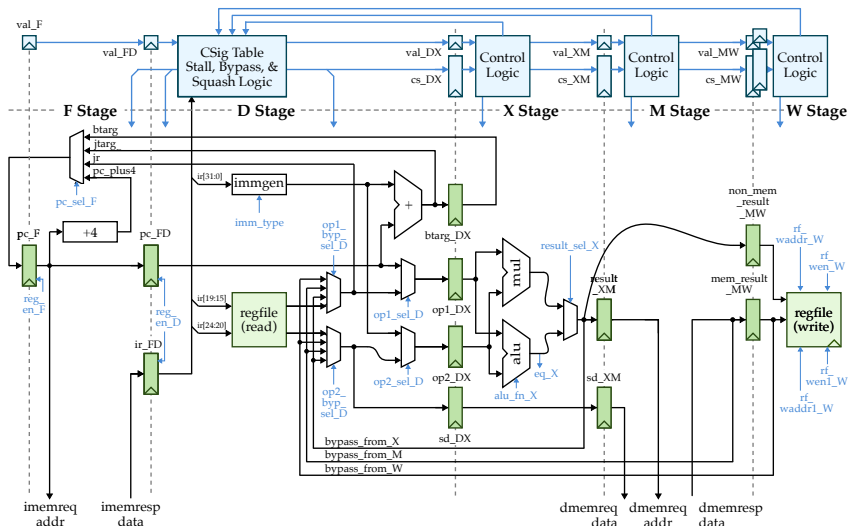 val_F
val_FD
CSig Table
Stall, Bypass, &
Squash Logic
val_DX
cs_DX
Control
Logic
val_XM
cs_XM
Control
Logic
val_MW
cs_MW
Control
Logic
F Stage
D Stage
X Stage
M Stage
W Stage
btarg
jtarg
jr
pc_plus4
pc_sel_F
ir[31:0]
immgen
imm_type
+
btarg_DX
non_mem
_result
_MW
pc_F
+4
pc_FD
op1_
byp_
sel_D
result_sel_X
rf_
waddr_W
rf_
wen_W
reg_
en_F
reg_
en_D
ir[19:15]
ir[24:20]
regfile
(read)
op1_sel_D
op1_DX
mul
result
_XM
mem_result
_MW
regfile
(write)
ir_FD
op2_
byp_
sel_D
op2_sel_D
op2_DX
alu
eq_X
alu_fn_X
sd_XM
rf_
waddr1_W
rf_
wen1_W
sd_DX
bypass_from_X
bypass_from_M
bypass_from_W
imemreq
addr
imemresp
data
dmemreq
data
dmemreq
addr
dmemresp
data